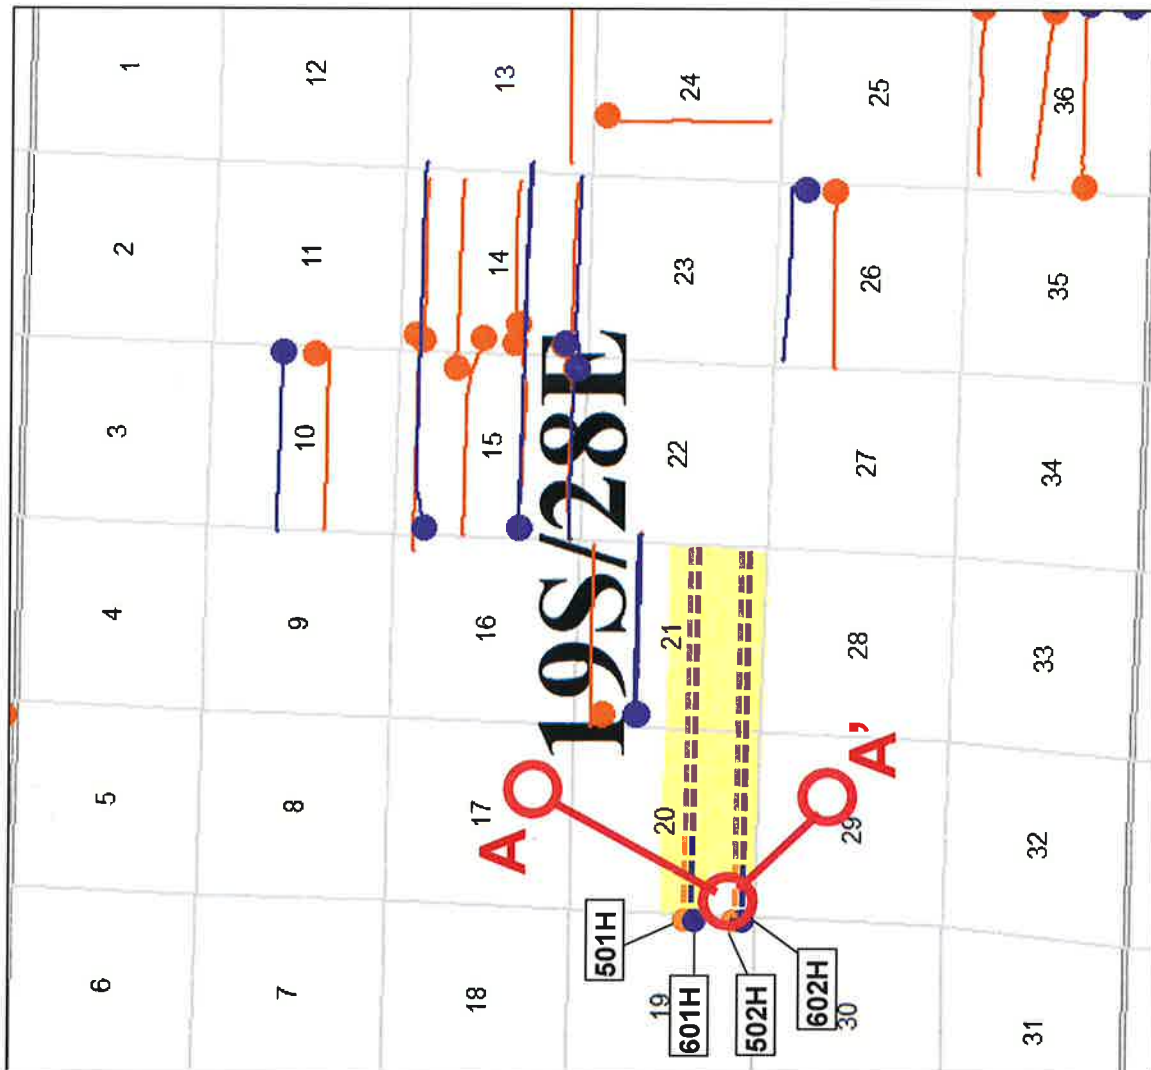 6 5 4 3 2 1
7 8 9 10 11 12
18 17 16 15 14 13
A
19S/28E
501H
19 20 21 22 23 24
601H
502H
602H
30 29 28 27 26 25
A'
31 32 33 34 35 36